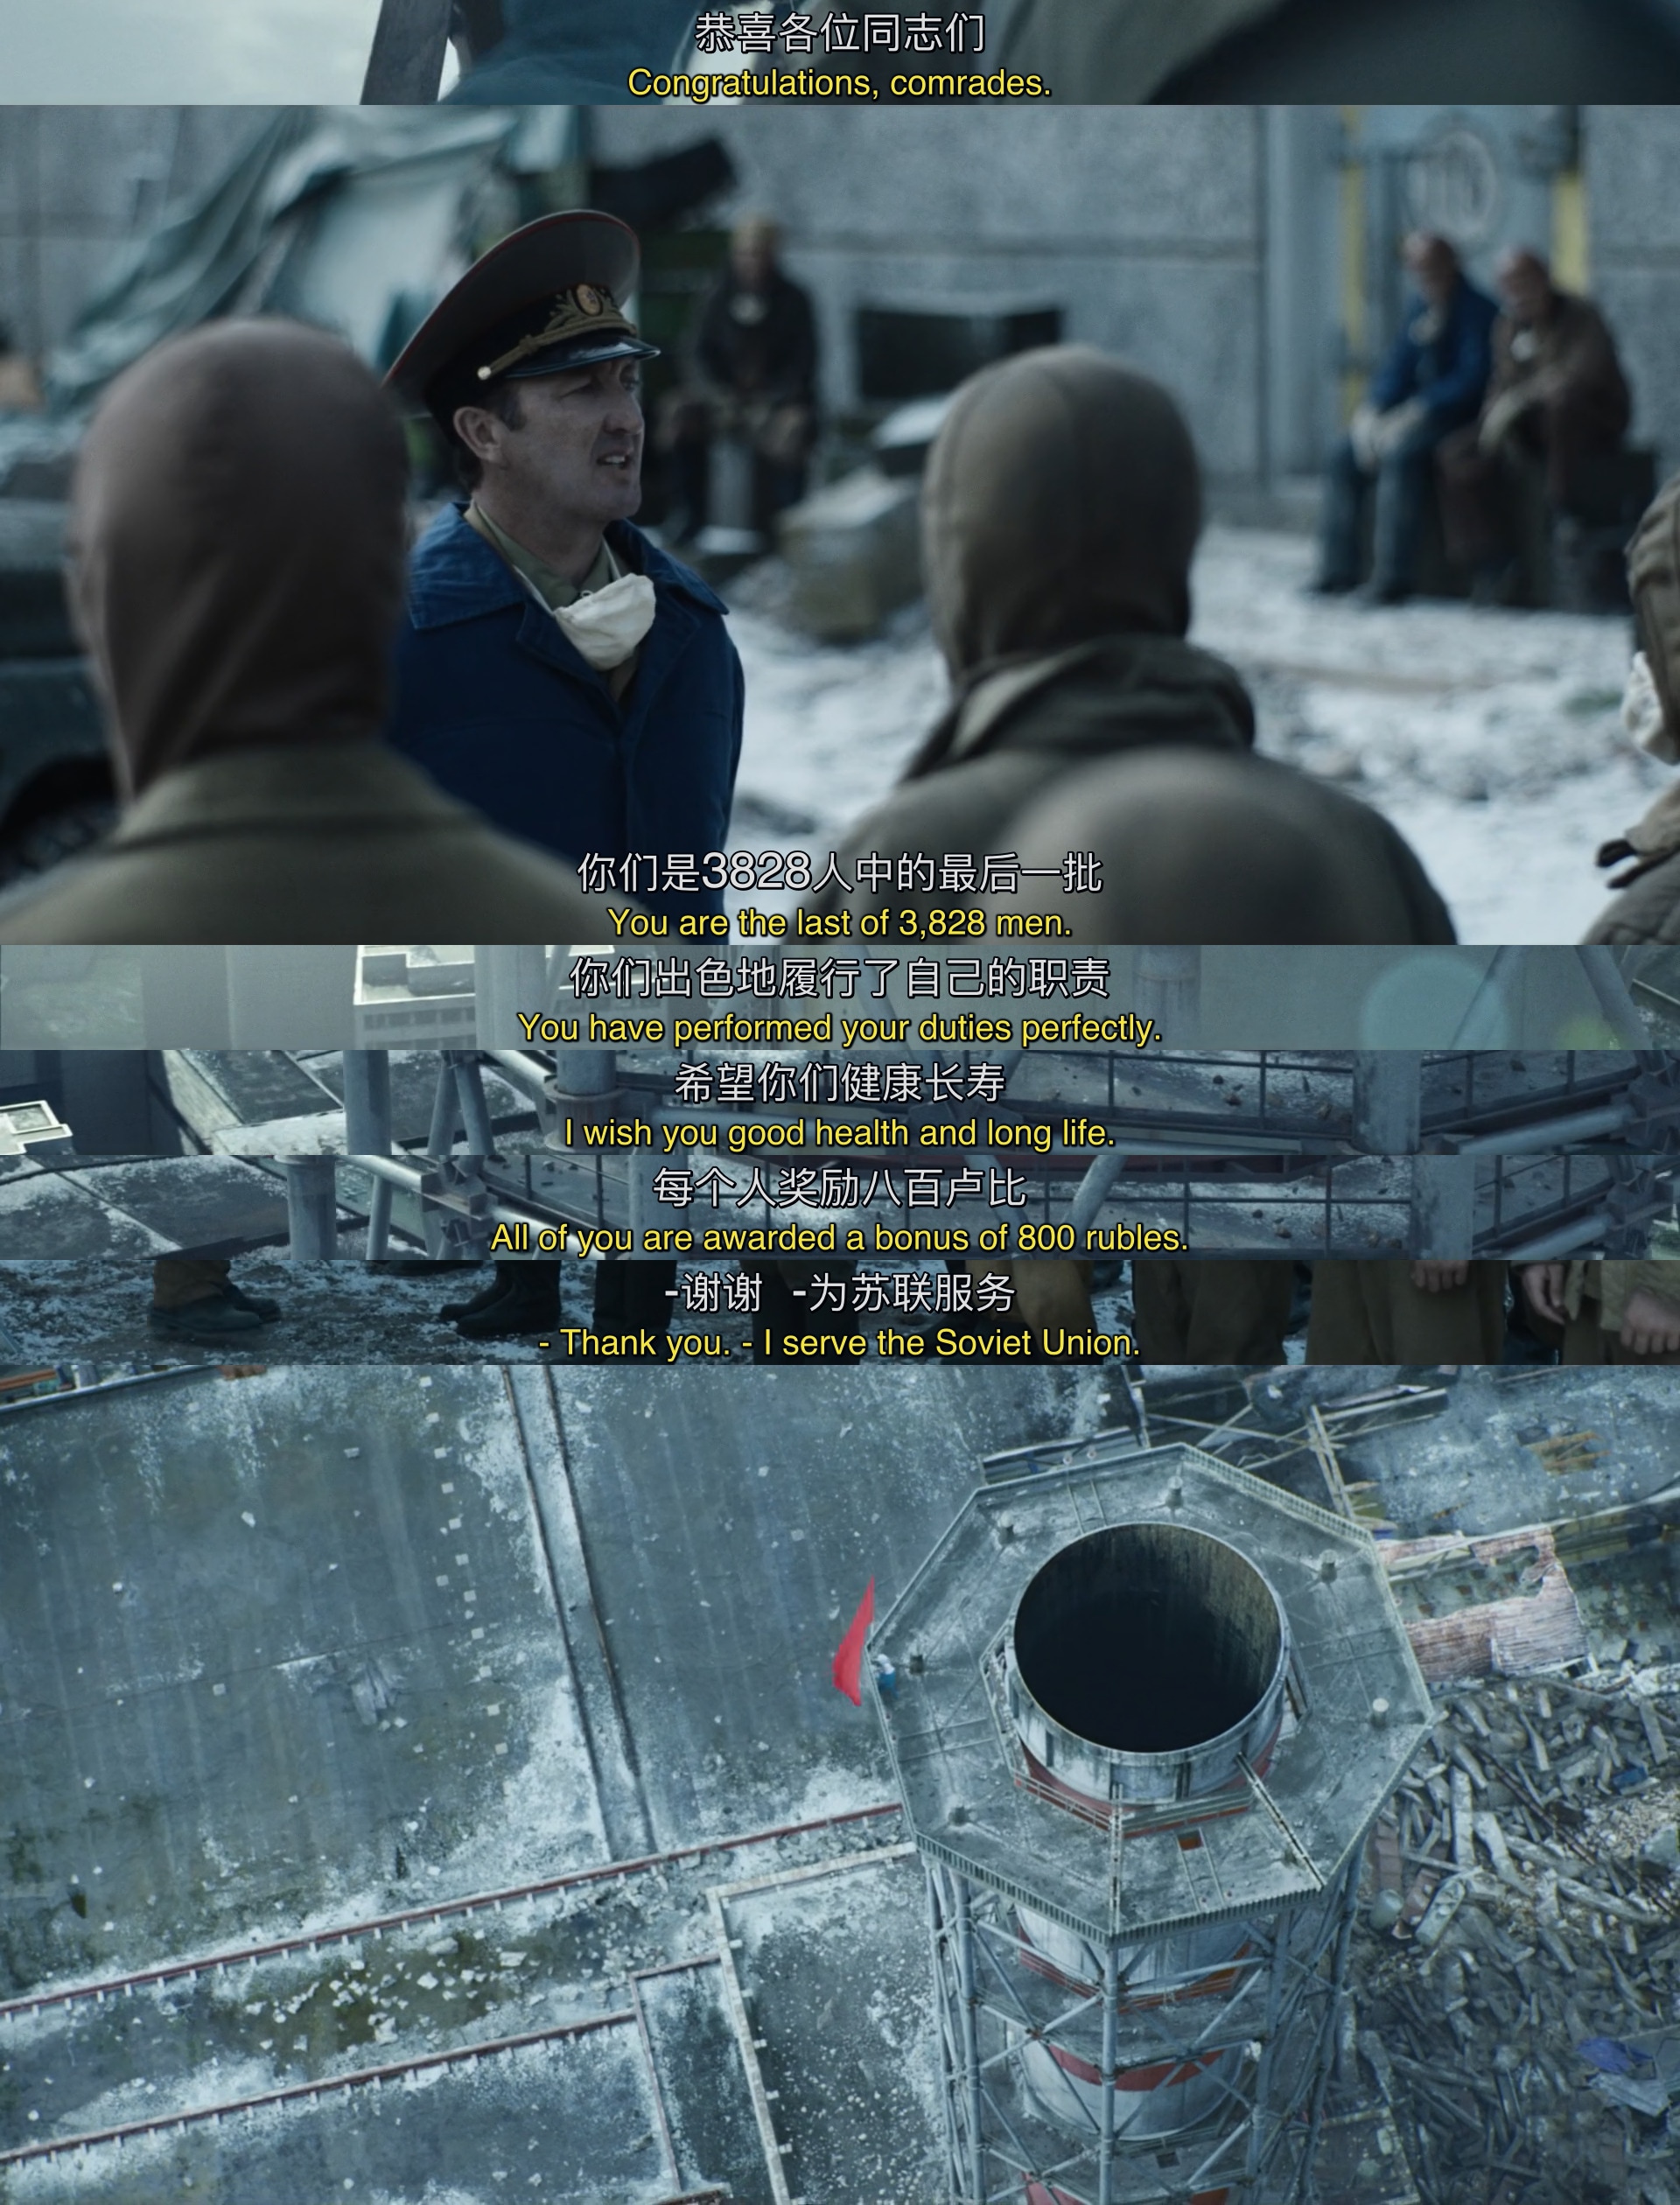 恭喜各位同志们
Congratulations, comrades.
你们是3828人中的最后一批
You are the last of 3,828 men.
你们出色地履行了自己的职责
You have performed your duties perfectly.
希望你们健康长寿
I wish you good health and long life.
每个人奖励八百卢比
All of you are awarded a bonus of 800 rubles.
-谢谢 -为苏联服务
- Thank you. - I serve the Soviet Union.